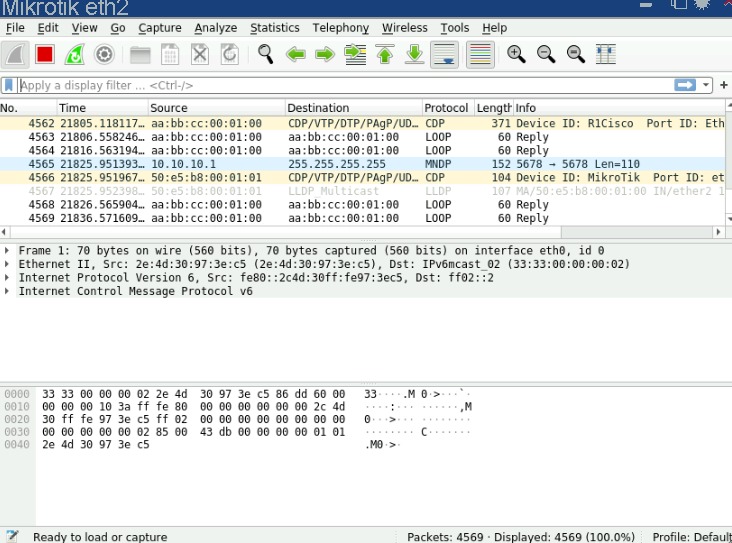 Mikrotik eth2
File Edit View Go Capture Analyze Statistics Telephony Wireless Tools Help
Apply a display filter ... <Ctrl-/>
No. Time Source Destination Protocol Length Info
4562 21805.118117… aa:bb:cc:00:01:00 CDP/VTP/DTP/PAgP/UD… CDP 371 Device ID: R1Cisco Port ID: Eth
4563 21806.558246… aa:bb:cc:00:01:00 aa:bb:cc:00:01:00 LOOP 60 Reply
4564 21816.563194… aa:bb:cc:00:01:00 aa:bb:cc:00:01:00 LOOP 60 Reply
4565 21825.951393… 10.10.10.1 255.255.255.255 MNDP 152 5678 → 5678 Len=110
4566 21825.951967… 50:e5:b8:00:01:01 CDP/VTP/DTP/PAgP/UD… CDP 104 Device ID: MikroTik Port ID: et
4567 21825.952398… 50:e5:b8:00:01:01 LLDP Multicast LLDP 107 MA/50:e5:b8:00:01:01 IN/ether2 1
4568 21826.565904… aa:bb:cc:00:01:00 aa:bb:cc:00:01:00 LOOP 60 Reply
4569 21836.571609… aa:bb:cc:00:01:00 aa:bb:cc:00:01:00 LOOP 60 Reply
Frame 1: 70 bytes on wire (560 bits), 70 bytes captured (560 bits) on interface eth0, id 0
Ethernet II, Src: 2e:4d:30:97:3e:c5 (2e:4d:30:97:3e:c5), Dst: IPv6mcast_02 (33:33:00:00:00:02)
Internet Protocol Version 6, Src: fe80::2c4d:30ff:fe97:3ec5, Dst: ff02::2
Internet Control Message Protocol v6
0000 33 33 00 00 00 02 2e 4d 30 97 3e c5 86 dd 60 00 33·····.M 0·>···`·
0010 00 00 00 10 3a ff fe 80 00 00 00 00 00 00 2c 4d ····:··· ······,M
0020 30 ff fe 97 3e c5 ff 02 00 00 00 00 00 00 00 00 0···>··· ········
0030 00 00 00 00 00 02 85 00 43 db 00 00 00 00 01 01 ········ C·······
0040 2e 4d 30 97 3e c5 .M0·>·
Ready to load or capture Packets: 4569 · Displayed: 4569 (100.0%) Profile: Default